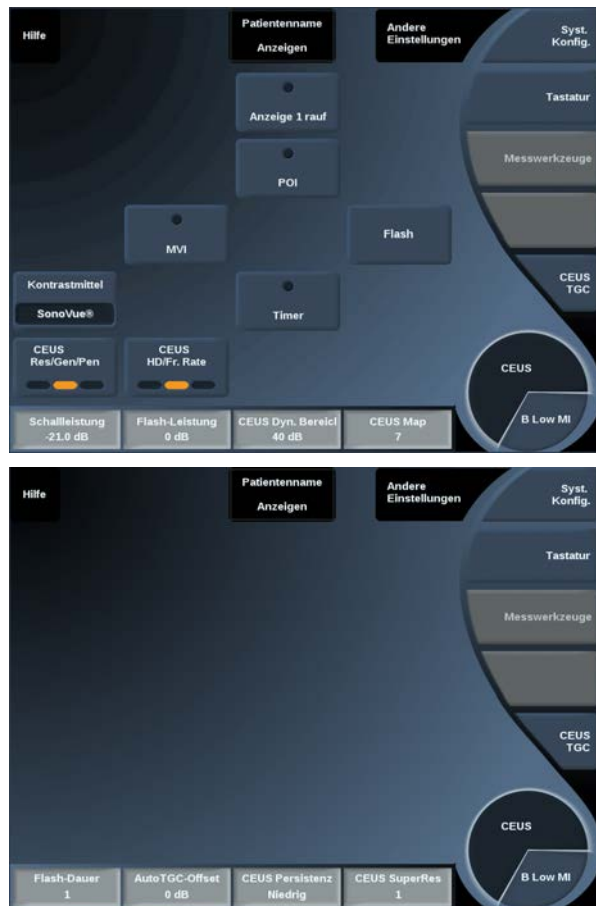 Hilfe
Patientenname
Anzeigen
Andere
Einstellungen
Syst.
Konfig.
Anzeige 1 rauf
Tastatur
POI
Messwerkzeuge
MVI
Flash
Kontrastmittel
SonoVue®
Timer
CEUS
TGC
CEUS
Res/Gen/Pen
CEUS
HD/Fr. Rate
CEUS
B Low MI
Schallleistung
-21.0 dB
Flash-Leistung
0 dB
CEUS Dyn. Bereicl
40 dB
CEUS Map
7
Hilfe
Patientenname
Anzeigen
Andere
Einstellungen
Syst.
Konfig.
Tastatur
Messwerkzeuge
CEUS
TGC
CEUS
B Low MI
Flash-Dauer
1
AutoTGC-Offset
0 dB
CEUS Persistenz
Niedrig
CEUS SuperRes
1